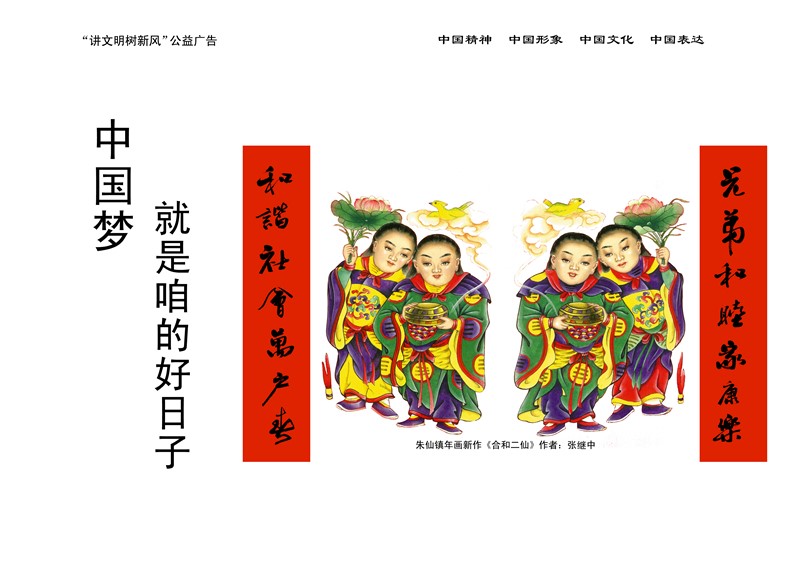 “讲文明树新风”公益广告
中国精神 中国形象 中国文化 中国表达
中国梦
就是咱的好日子
兄弟和睦家康樂
和諧社會萬戶春
朱仙镇年画新作《合和二仙》作者：张继中